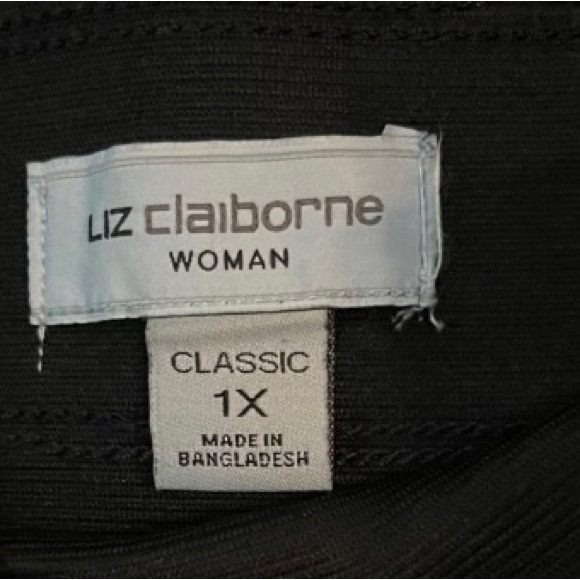 LIZ claiborne
WOMAN
CLASSIC
1X
MADE IN
BANGLADESH